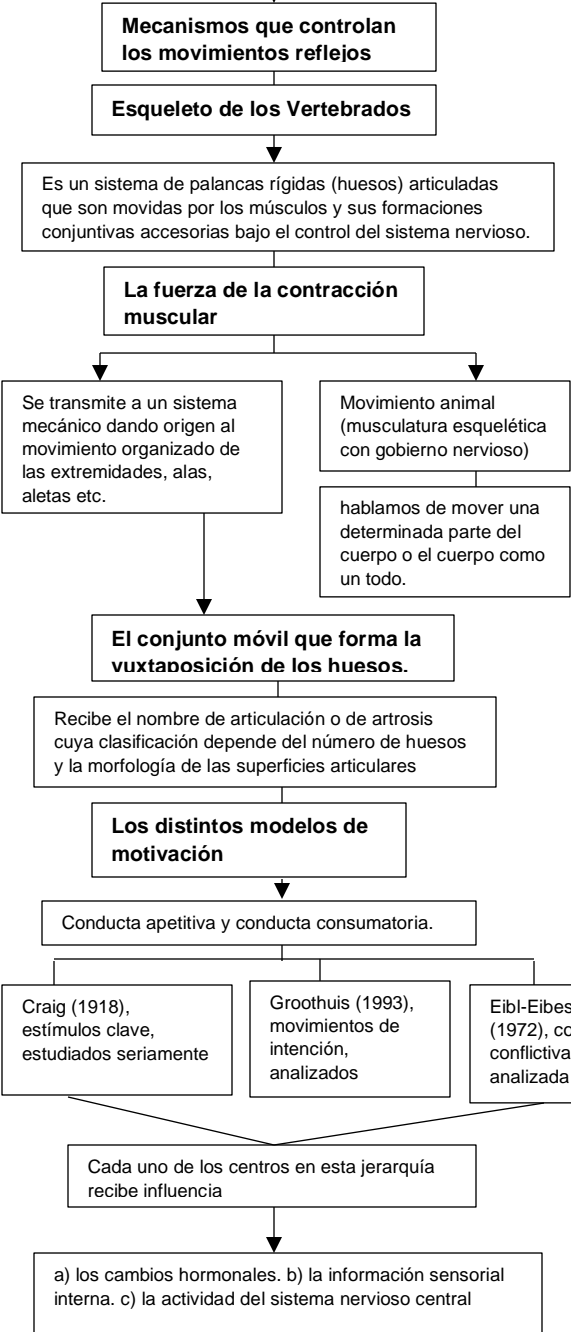 Mecanismos que controlan
los movimientos reflejos
Esqueleto de los Vertebrados
Es un sistema de palancas rígidas (huesos) articuladas
que son movidas por los músculos y sus formaciones
conjuntivas accesorias bajo el control del sistema nervioso.
La fuerza de la contracción
muscular
Se transmite a un sistema
mecánico dando origen al
movimiento organizado de
las extremidades, alas,
aletas etc.
Movimiento animal
(musculatura esquelética
con gobierno nervioso)
hablamos de mover una
determinada parte del
cuerpo o el cuerpo como
un todo.
El conjunto móvil que forma la
yuxtaposición de los huesos.
Recibe el nombre de articulación o de artrosis
cuya clasificación depende del número de huesos
y la morfología de las superficies articulares
Los distintos modelos de
motivación
Conducta apetitiva y conducta consumatoria.
Craig (1918),
estímulos clave,
estudiados seriamente
Groothuis (1993),
movimientos de
intención,
analizados
Eibl-Eibes
(1972), co
conflictiva
analizada
Cada uno de los centros en esta jerarquía
recibe influencia
a) los cambios hormonales. b) la información sensorial
interna. c) la actividad del sistema nervioso central